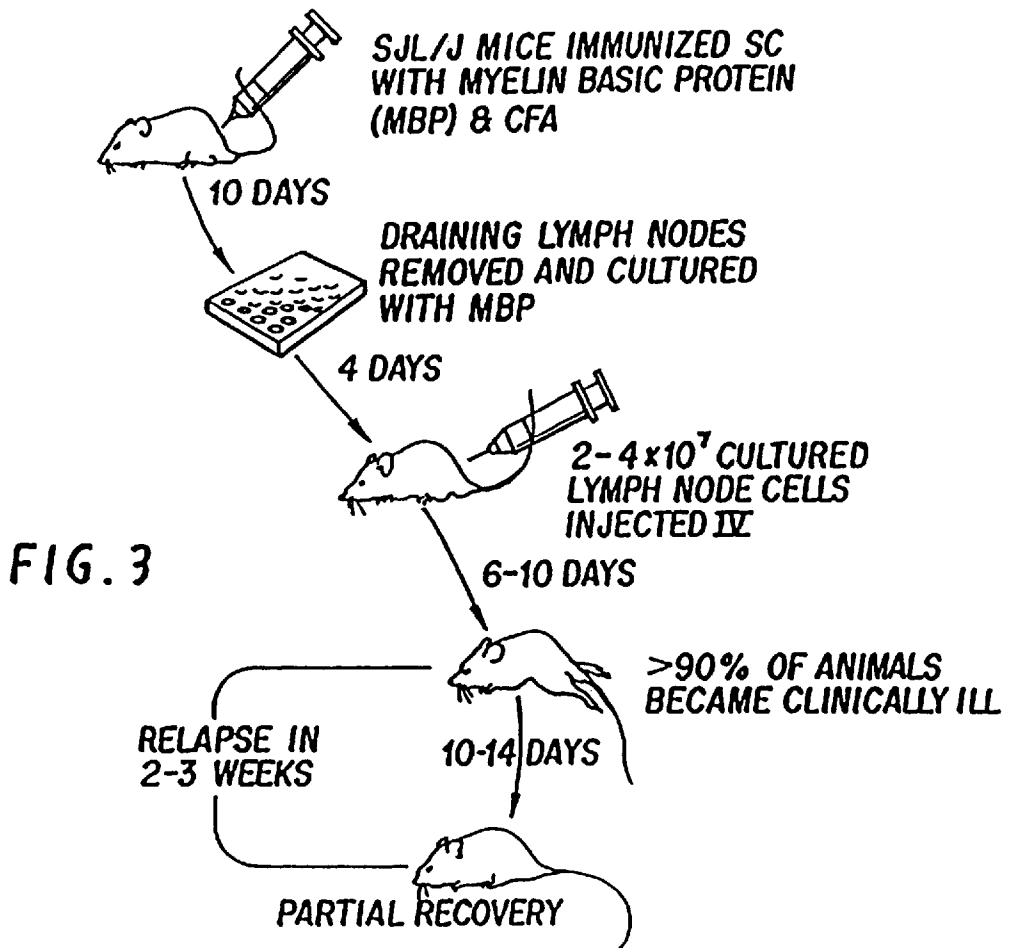 SJL/J MICE IMMUNIZED SC
WITH MYELIN BASIC PROTEIN
(MBP) & CFA
10 DAYS
DRAINING LYMPH NODES
REMOVED AND CULTURED
WITH MBP
4 DAYS
2-4×10⁷ CULTURED
LYMPH NODE CELLS
INJECTED IV
FIG. 3
6-10 DAYS
>90% OF ANIMALS
BECAME CLINICALLY ILL
RELAPSE IN
2-3 WEEKS
10-14 DAYS
PARTIAL RECOVERY